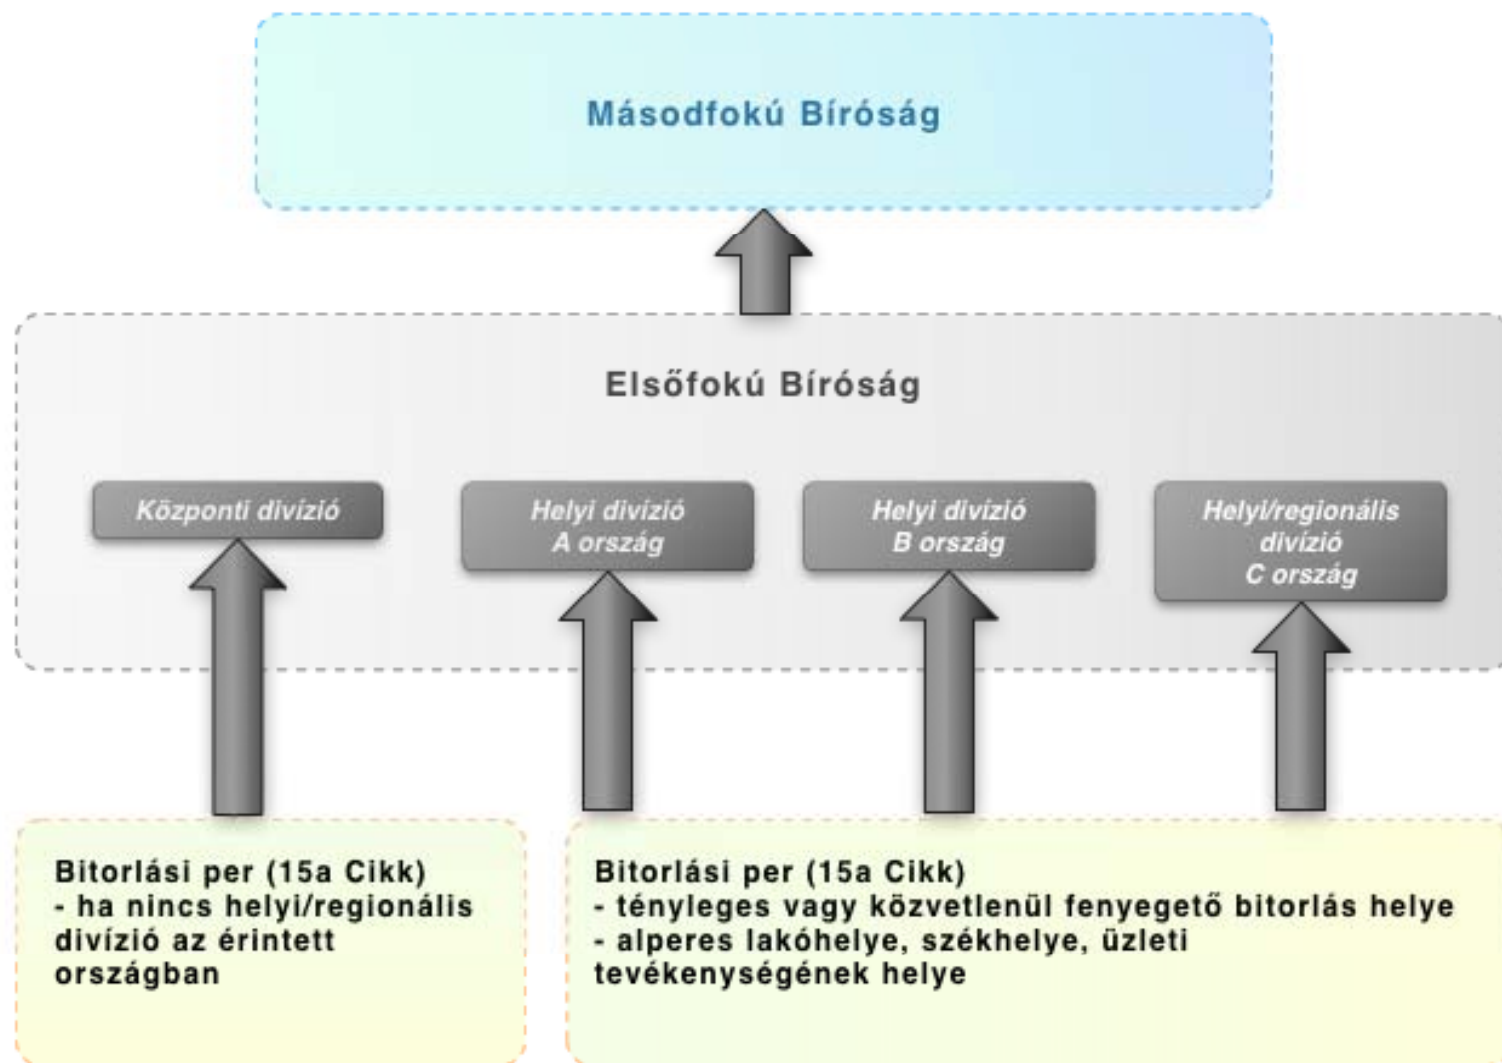 Másodfokú Bíróság
Elsőfokú Bíróság
Központi divízió
Helyi divízió
A ország
Helyi divízió
B ország
Helyi/regionális
divízió
C ország
Bitorlási per (15a Cikk)
- ha nincs helyi/regionális
divízió az érintett
országban
Bitorlási per (15a Cikk)
- tényleges vagy közvetlenül fenyegető bitorlás helye
- alperes lakóhelye, székhelye, üzleti
tevékenységének helye